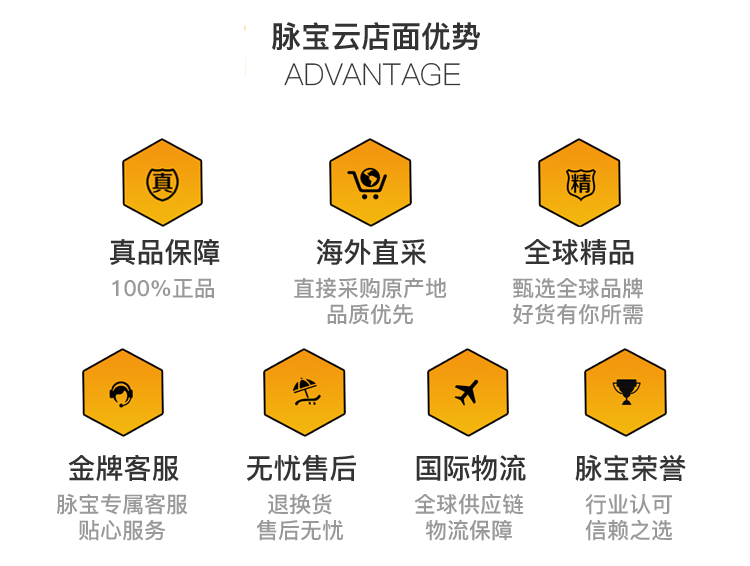 脉宝云店面优势
ADVANTAGE
真
精
真品保障
海外直采
全球精品
100%正品
直接采购原产地
甄选全球品牌
品质优先
好货有你所需
金牌客服
无忧售后
国际物流
脉宝荣誉
脉宝专属客服
退换货
全球供应链
行业认可
贴心服务
售后无忧
物流保障
信赖之选